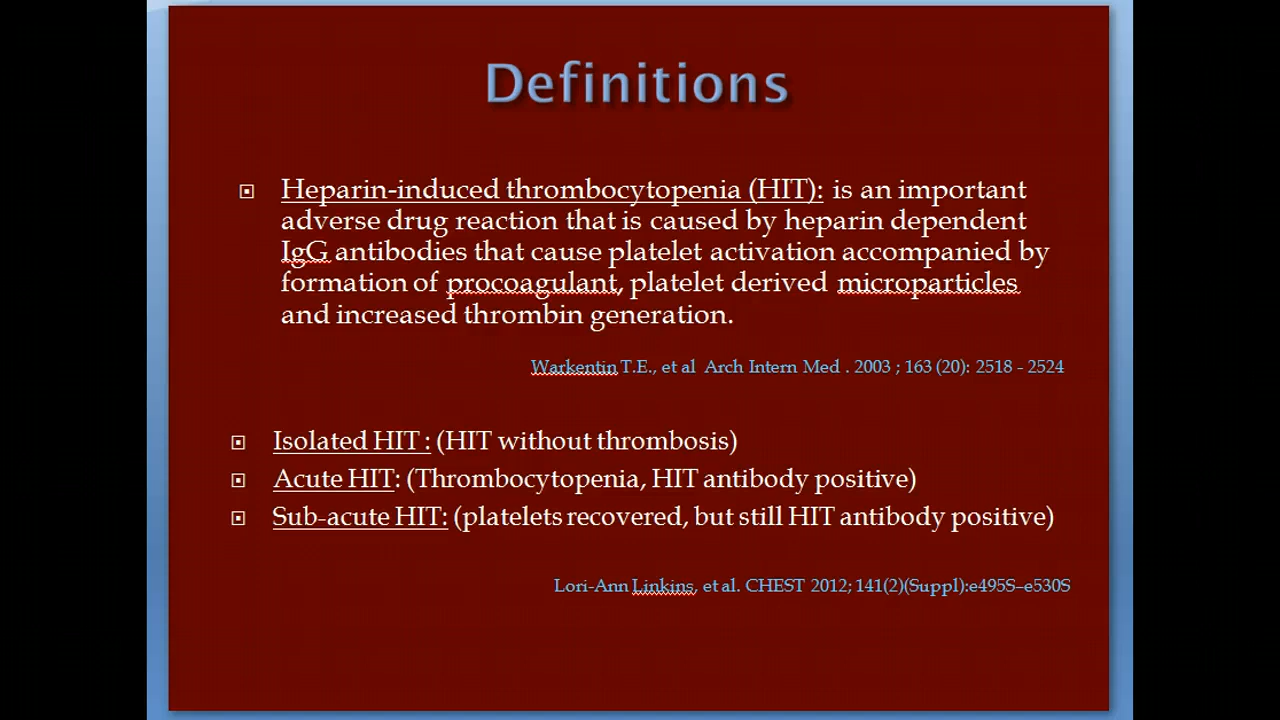 Definitions
Heparin-induced thrombocytopenia (HIT): is an important
adverse drug reaction that is caused by heparin dependent
IgG antibodies that cause platelet activation accompanied by
formation of procoagulant, platelet derived microparticles
and increased thrombin generation.
Warkentin T.E., et al Arch Intern Med . 2003 ; 163 (20): 2518 - 2524
Isolated HIT : (HIT without thrombosis)
Acute HIT: (Thrombocytopenia, HIT antibody positive)
Sub-acute HIT: (platelets recovered, but still HIT antibody positive)
Lori-Ann Linkins, et al. CHEST 2012; 141(2)(Suppl):e495S–e530S